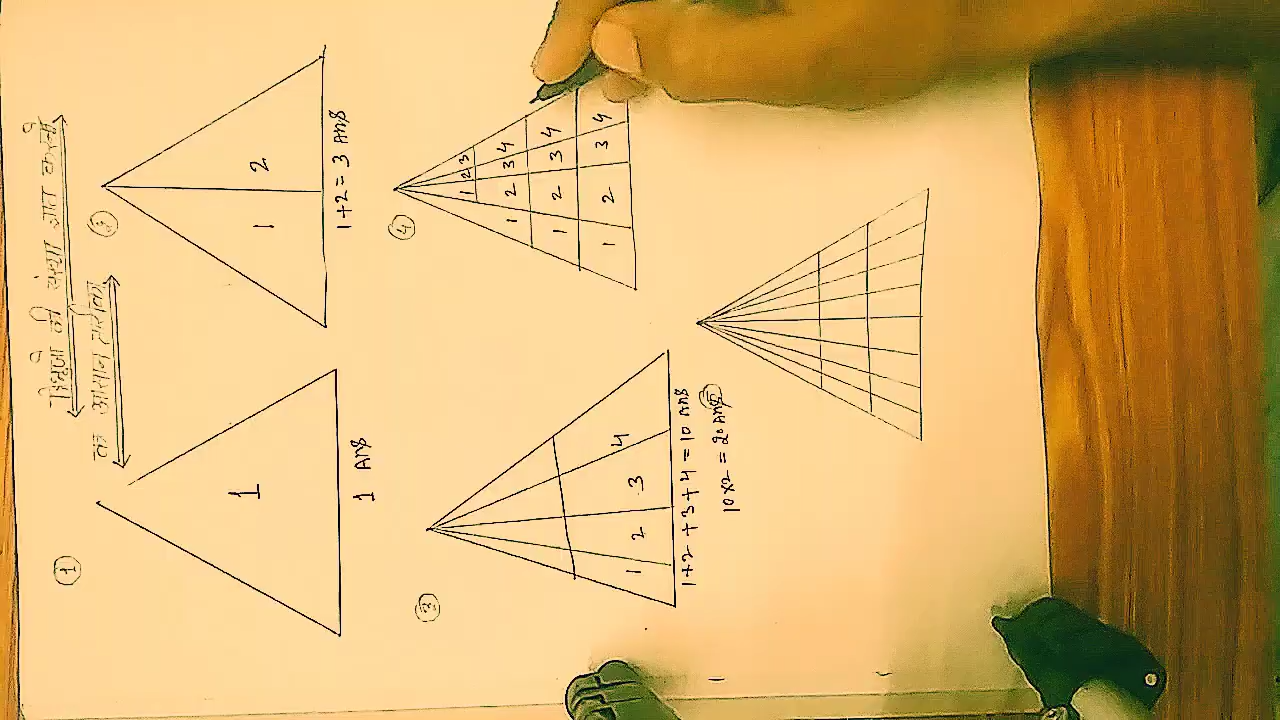 त्रिभुजो की संख्या ज्ञात करने
का आसान तरीका
①
1
1 Ans
②
1 2
1+2 = 3 Ans
③
1 2 3 4
1+2+3+4 = 10 Ans
10×2 = 20 Ans
④
1 2 3
1 2 3 4
1 2 3 4
1 2 3 4